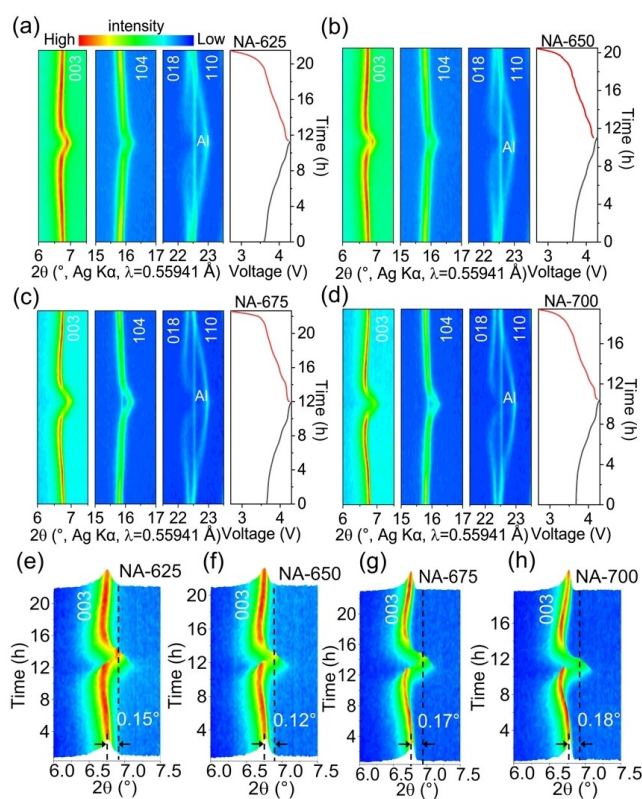 (a)
intensity
High
Low
NA-625
003
104
018
110
Al
20
16
12
8
4
0
Time (h)
6 7 15 16 17 22 23 3 4
2θ (°, Ag Kα, λ=0.55941 Å) Voltage (V)
(b)
NA-650
003
104
018
110
Al
20
16
12
8
4
0
Time (h)
6 7 15 16 17 22 23 3 4
2θ (°, Ag Kα, λ=0.55941 Å) Voltage (V)
(c)
NA-675
003
104
018
110
Al
20
16
12
8
4
0
Time (h)
6 7 15 16 17 22 23 3 4
2θ (°, Ag Kα, λ=0.55941 Å) Voltage (V)
(d)
NA-700
003
104
018
110
Al
16
12
8
4
0
Time (h)
6 7 15 16 17 22 23 3 4
2θ (°, Ag Kα, λ=0.55941 Å) Voltage (V)
(e)
NA-625
003
20
16
12
8
4
Time (h)
0.15°
6.0 6.5 7.0 7.5
2θ (°)
(f)
NA-650
003
20
16
12
8
4
Time (h)
0.12°
6.0 6.5 7.0 7.5
2θ (°)
(g)
NA-675
003
20
16
12
8
4
Time (h)
0.17°
6.0 6.5 7.0 7.5
2θ (°)
(h)
NA-700
003
20
16
12
8
4
Time (h)
0.18°
6.0 6.5 7.0 7.5
2θ (°)